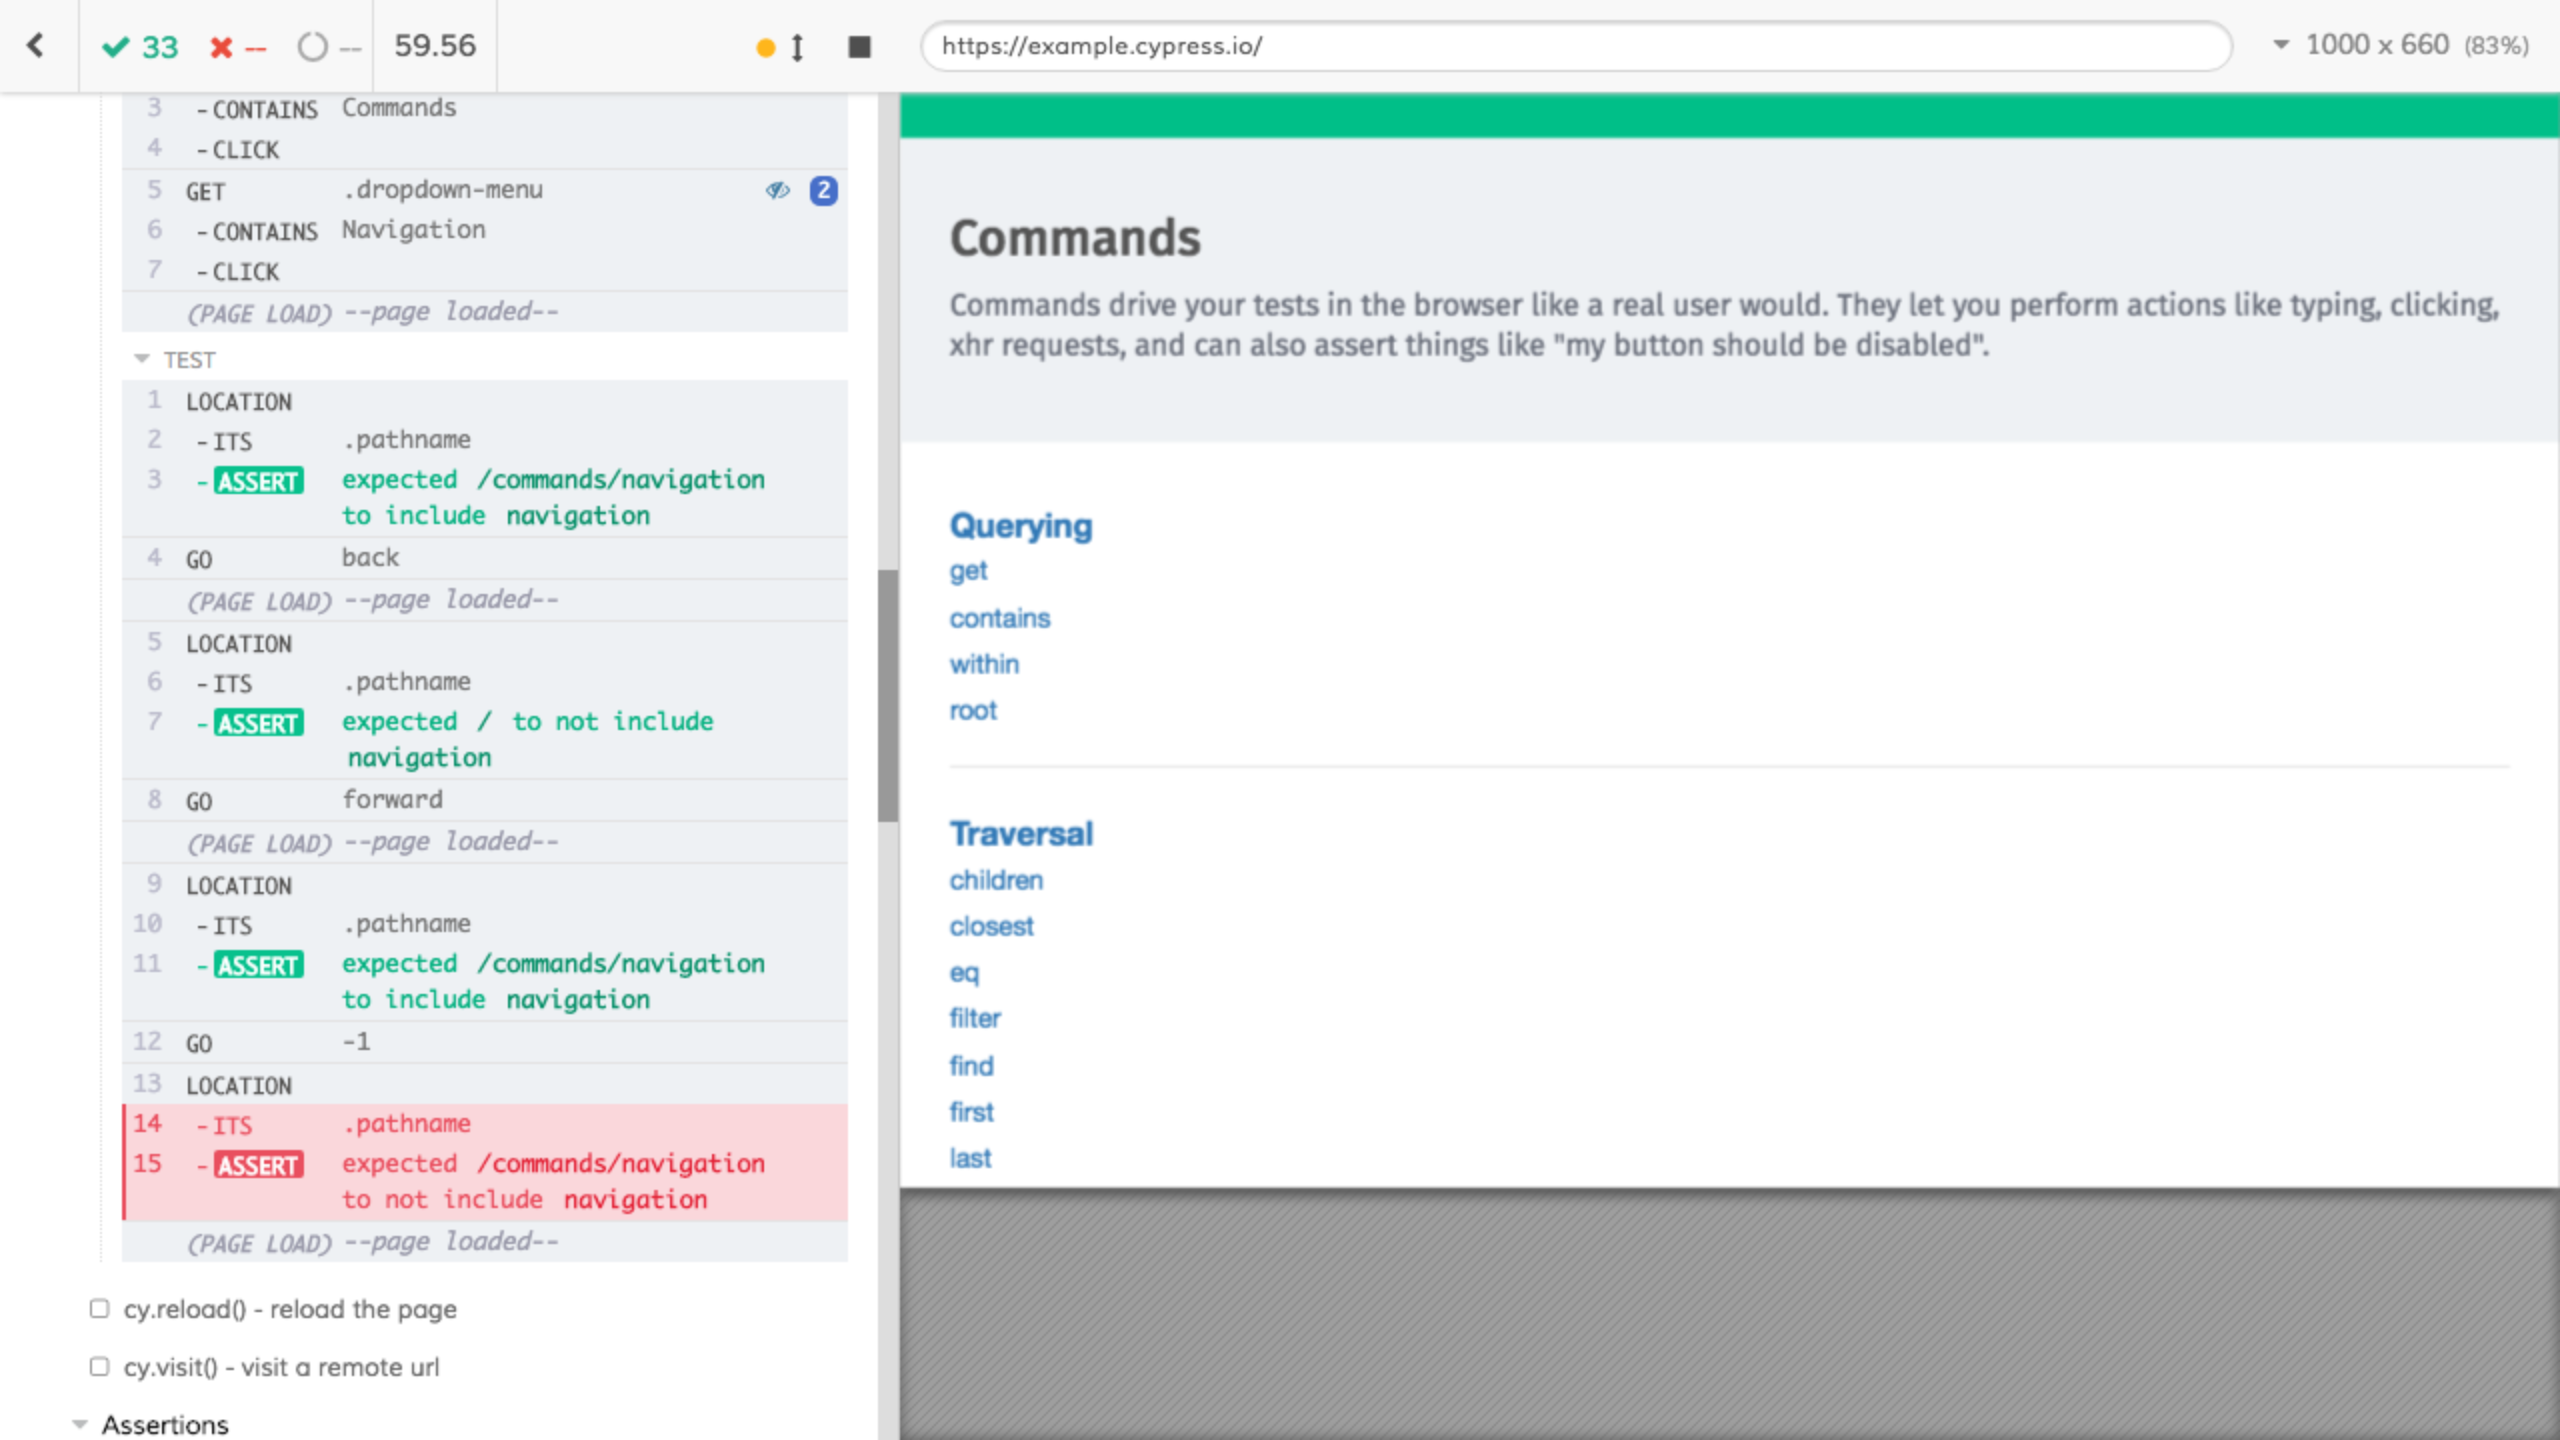 33 -- -- 59.56
https://example.cypress.io/
1000 x 660 (83%)
3 -CONTAINS Commands
4 -CLICK
5 GET .dropdown-menu 2
6 -CONTAINS Navigation
7 -CLICK
(PAGE LOAD) --page loaded--
TEST
1 LOCATION
2 -ITS .pathname
3 -ASSERT expected /commands/navigation
to include navigation
4 GO back
(PAGE LOAD) --page loaded--
5 LOCATION
6 -ITS .pathname
7 -ASSERT expected / to not include
navigation
8 GO forward
(PAGE LOAD) --page loaded--
9 LOCATION
10 -ITS .pathname
11 -ASSERT expected /commands/navigation
to include navigation
12 GO -1
13 LOCATION
14 -ITS .pathname
15 -ASSERT expected /commands/navigation
to not include navigation
(PAGE LOAD) --page loaded--
cy.reload() - reload the page
cy.visit() - visit a remote url
Assertions
Commands
Commands drive your tests in the browser like a real user would. They let you perform actions like typing, clicking,
xhr requests, and can also assert things like "my button should be disabled".
Querying
get
contains
within
root
Traversal
children
closest
eq
filter
find
first
last